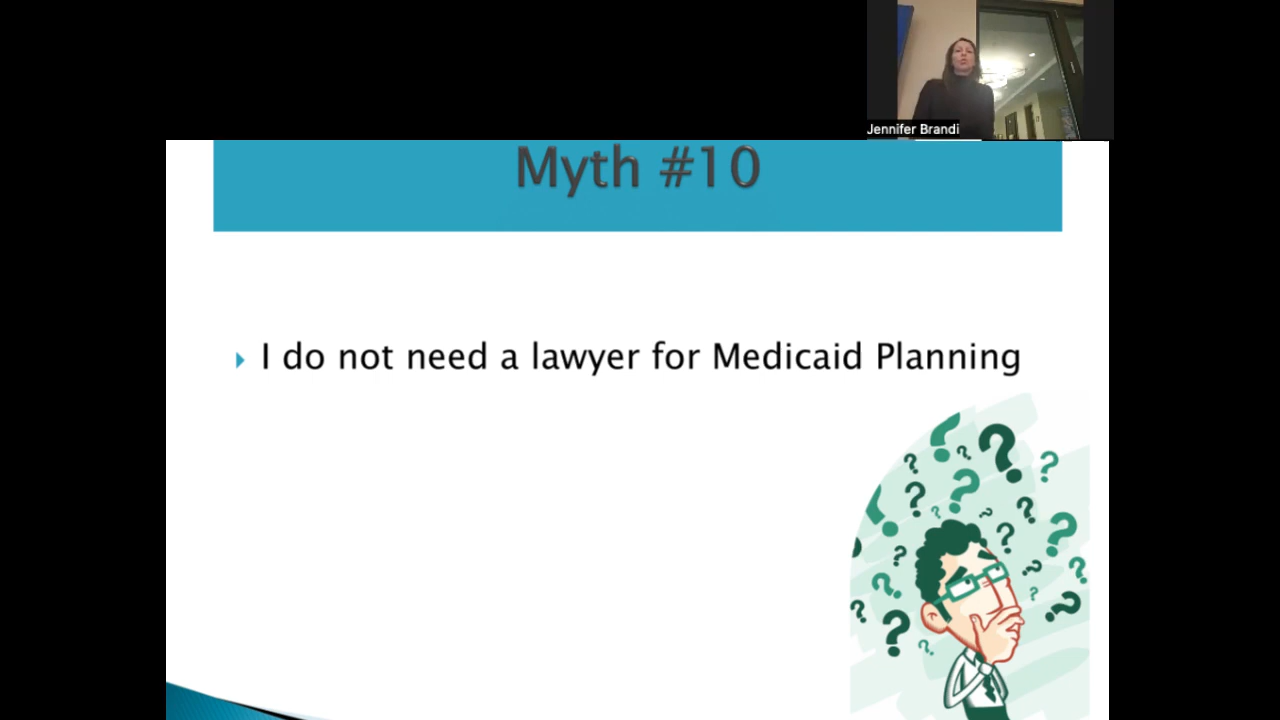 Jennifer Brandi
Myth #10
I do not need a lawyer for Medicaid Planning